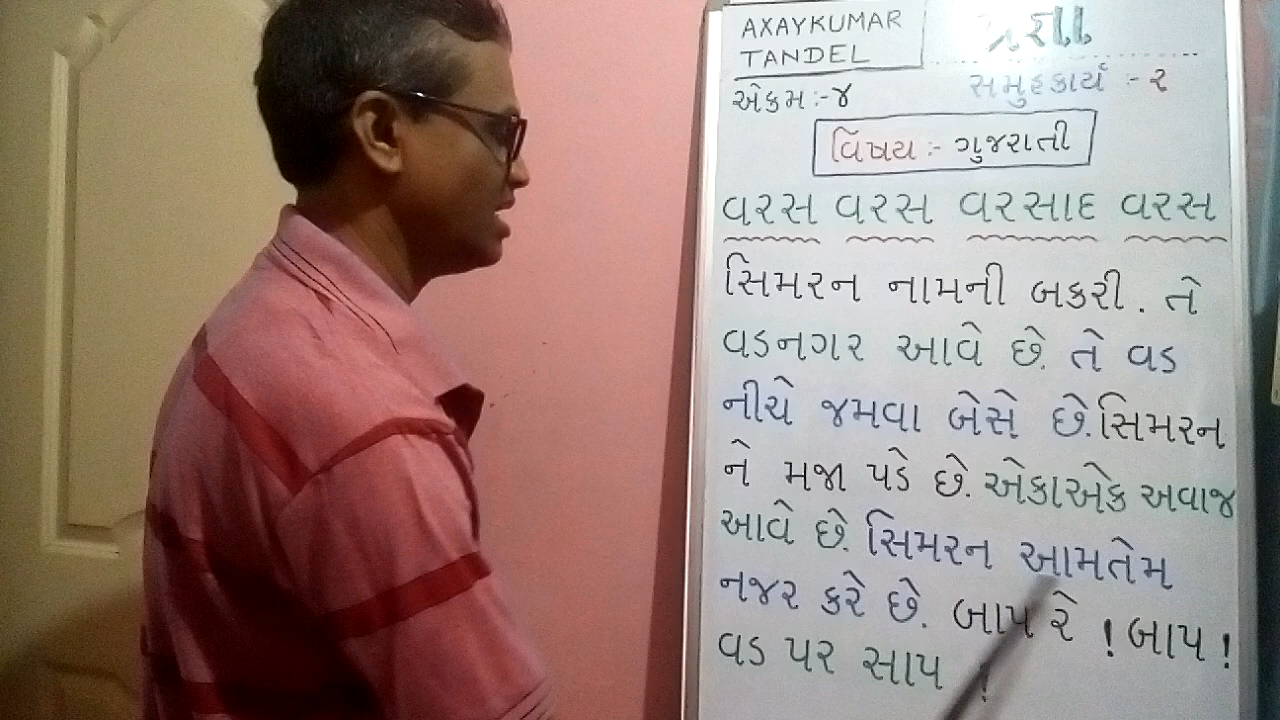 AXAYKUMAR
TANDEL
એકમ :- ૪
સમુહકાર્ય :- ૨
વિષય :- ગુજરાતી
વરસ વરસ વરસાદ વરસ
સિમરન નામની બકરી. તે
વડનગર આવે છે. તે વડ
નીચે જમવા બેસે છે. સિમરન
ને મજા પડે છે. એકાએક અવાજ
આવે છે. સિમરન આમતેમ
નજર કરે છે. બાપ રે ! બાપ !
વડ પર સાપ !